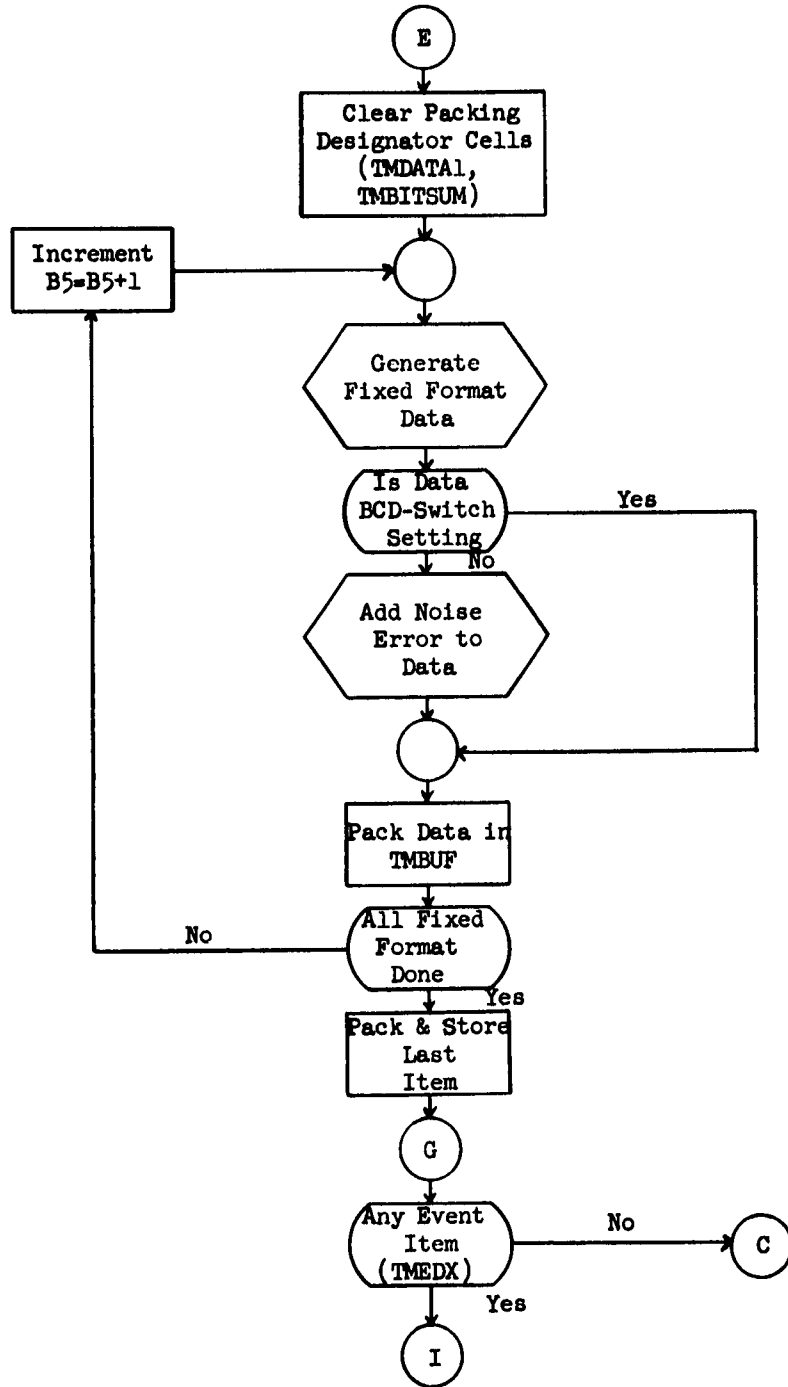 E
Clear Packing
Designator Cells
(TMDATA1,
TMBITSUM)
Increment
B5=B5+1
Generate
Fixed Format
Data
Is Data
BCD-Switch
Setting
Yes
No
Add Noise
Error to
Data
Pack Data in
TMBUF
All Fixed
Format
Done
No
Yes
Pack & Store
Last
Item
G
Any Event
Item
(TMEDX)
No
C
Yes
I